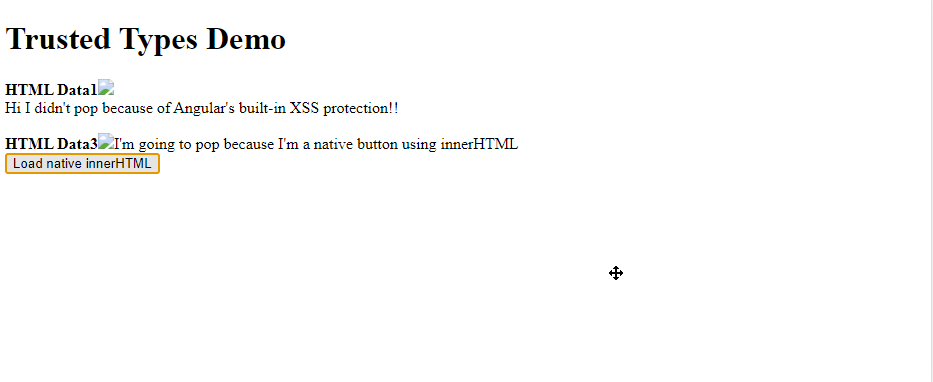 Trusted Types Demo
HTML Data1
Hi I didn't pop because of Angular's built-in XSS protection!!
HTML Data3I'm going to pop because I'm a native button using innerHTML
Load native innerHTML